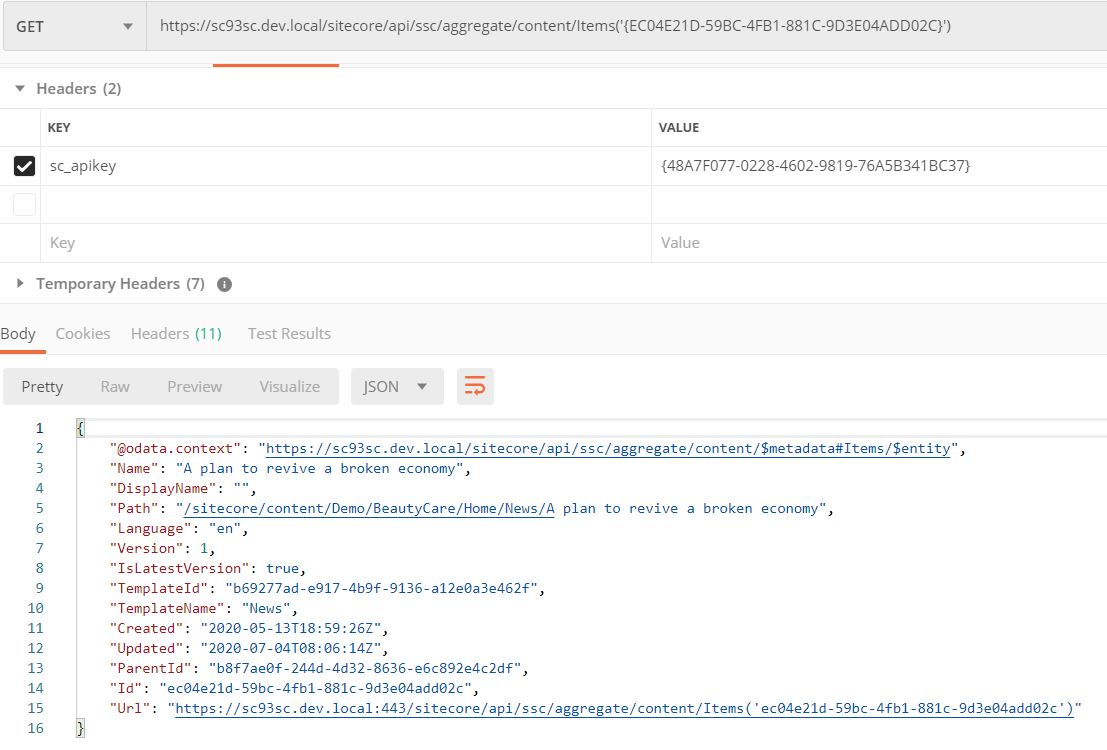 GET https://sc93sc.dev.local/sitecore/api/ssc/aggregate/content/Items('{EC04E21D-59BC-4FB1-881C-9D3E04ADD02C}')
Headers (2)
KEY VALUE
sc_apikey {48A7F077-0228-4602-9819-76A5B341BC37}
Key Value
Temporary Headers (7) i
Body Cookies Headers (11) Test Results
Pretty Raw Preview Visualize JSON
1 {
2 "@odata.context": "https://sc93sc.dev.local/sitecore/api/ssc/aggregate/content/$metadata#Items/$entity",
3 "Name": "A plan to revive a broken economy",
4 "DisplayName": "",
5 "Path": "/sitecore/content/Demo/BeautyCare/Home/News/A plan to revive a broken economy",
6 "Language": "en",
7 "Version": 1,
8 "IsLatestVersion": true,
9 "TemplateId": "b69277ad-e917-4b9f-9136-a12e0a3e462f",
10 "TemplateName": "News",
11 "Created": "2020-05-13T18:59:26Z",
12 "Updated": "2020-07-04T08:06:14Z",
13 "ParentId": "b8f7ae0f-244d-4d32-8636-e6c892e4c2df",
14 "Id": "ec04e21d-59bc-4fb1-881c-9d3e04add02c",
15 "Url": "https://sc93sc.dev.local:443/sitecore/api/ssc/aggregate/content/Items('ec04e21d-59bc-4fb1-881c-9d3e04add02c')"
16 }